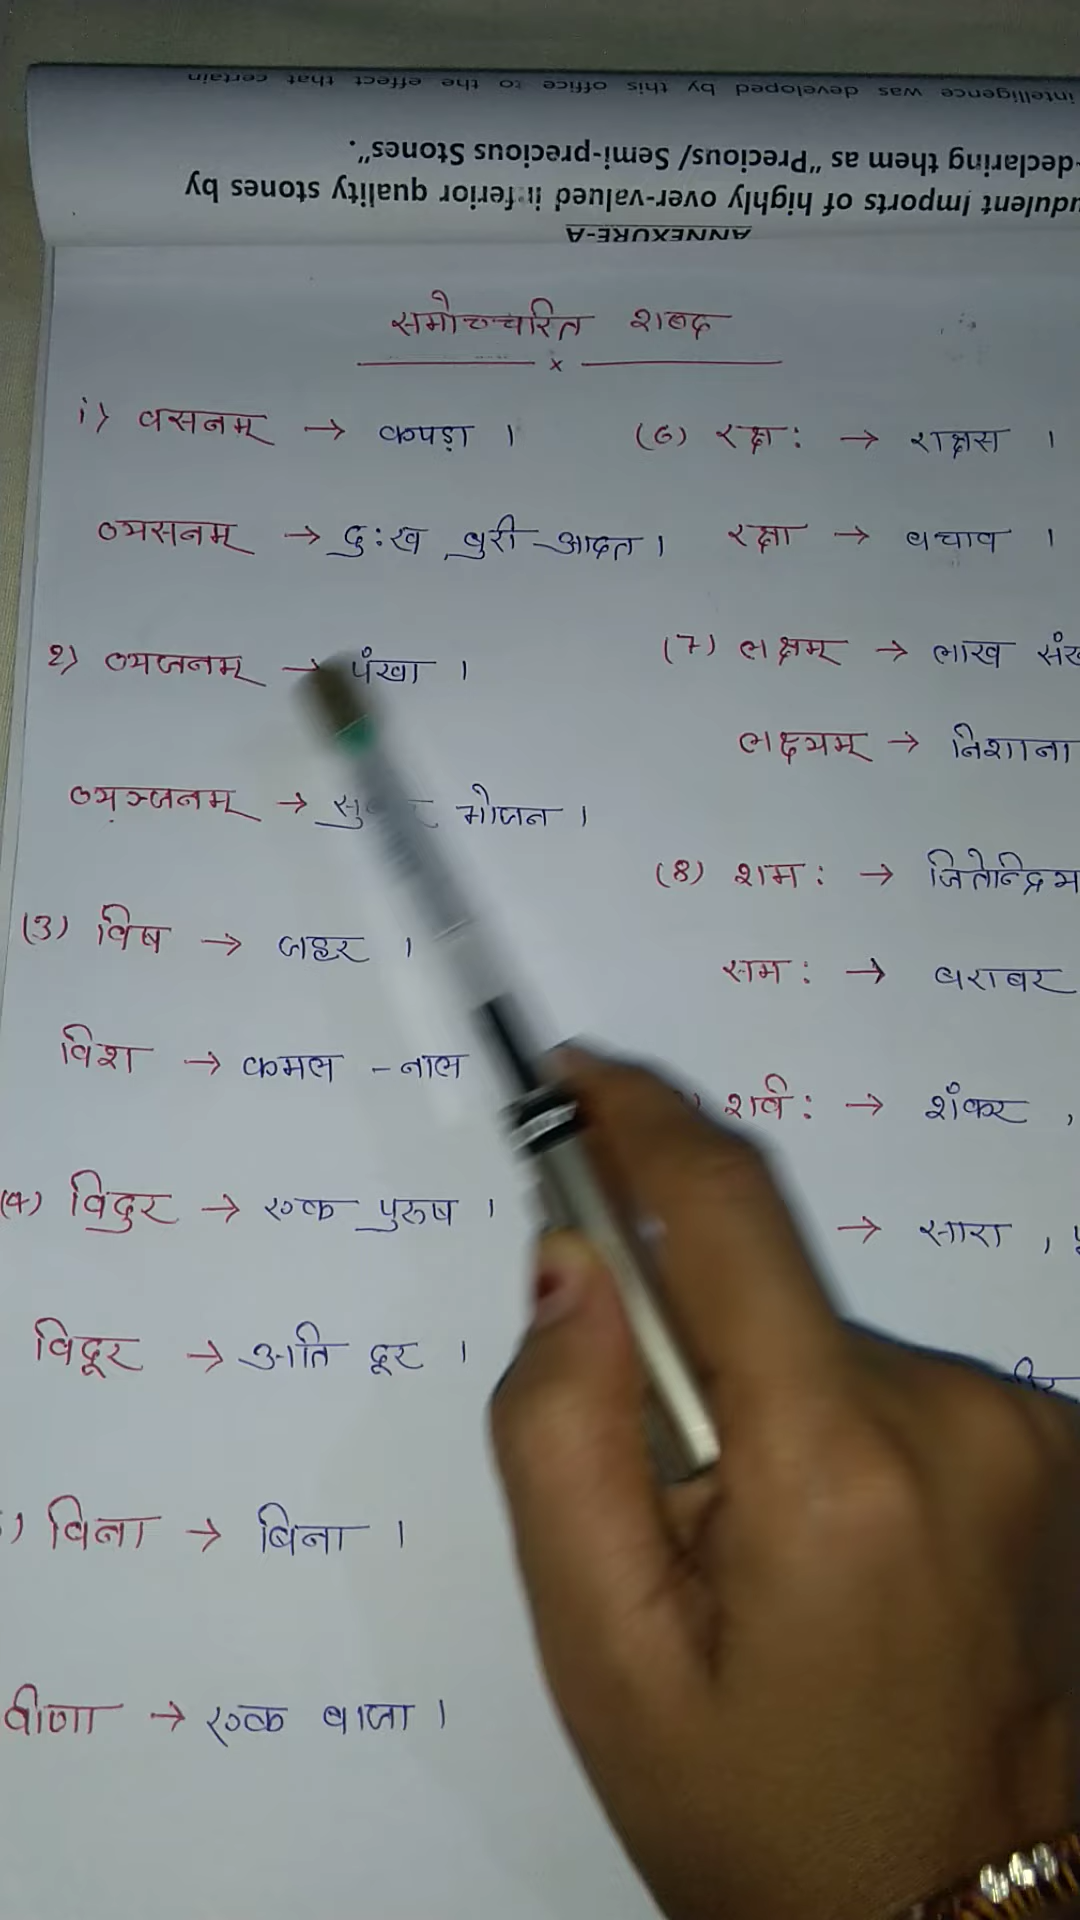 intelligence was developed by this office to the effect that certain
-declaring them as "Precious/ Semi-precious Stones".
udulent Imports of highly over-valued inferior quality stones by
ANNEXURE-A
समोच्चरित शब्द
x
i) वसनम् → कपड़ा ।
व्यसनम् → दुःख, बुरी आदत ।
२) व्यजनम् → पंखा ।
व्यञ्जनम् → भोजन ।
(3) विष → जहर ।
विश → कमल - नाल
(4) विदुर → एक पुरुष ।
विदूर → अति दूर ।
) विना → बिना ।
वीणा → एक बाजा ।
(6) रक्षः → राक्षस ।
रक्षा → बचाव ।
(7) लक्षम् → लाख
लक्ष्यम् → निशाना
(8) शमः → जितेन्द्रिय
समः → बराबर
) शर्वः → शंकर ,
→ सारा ,